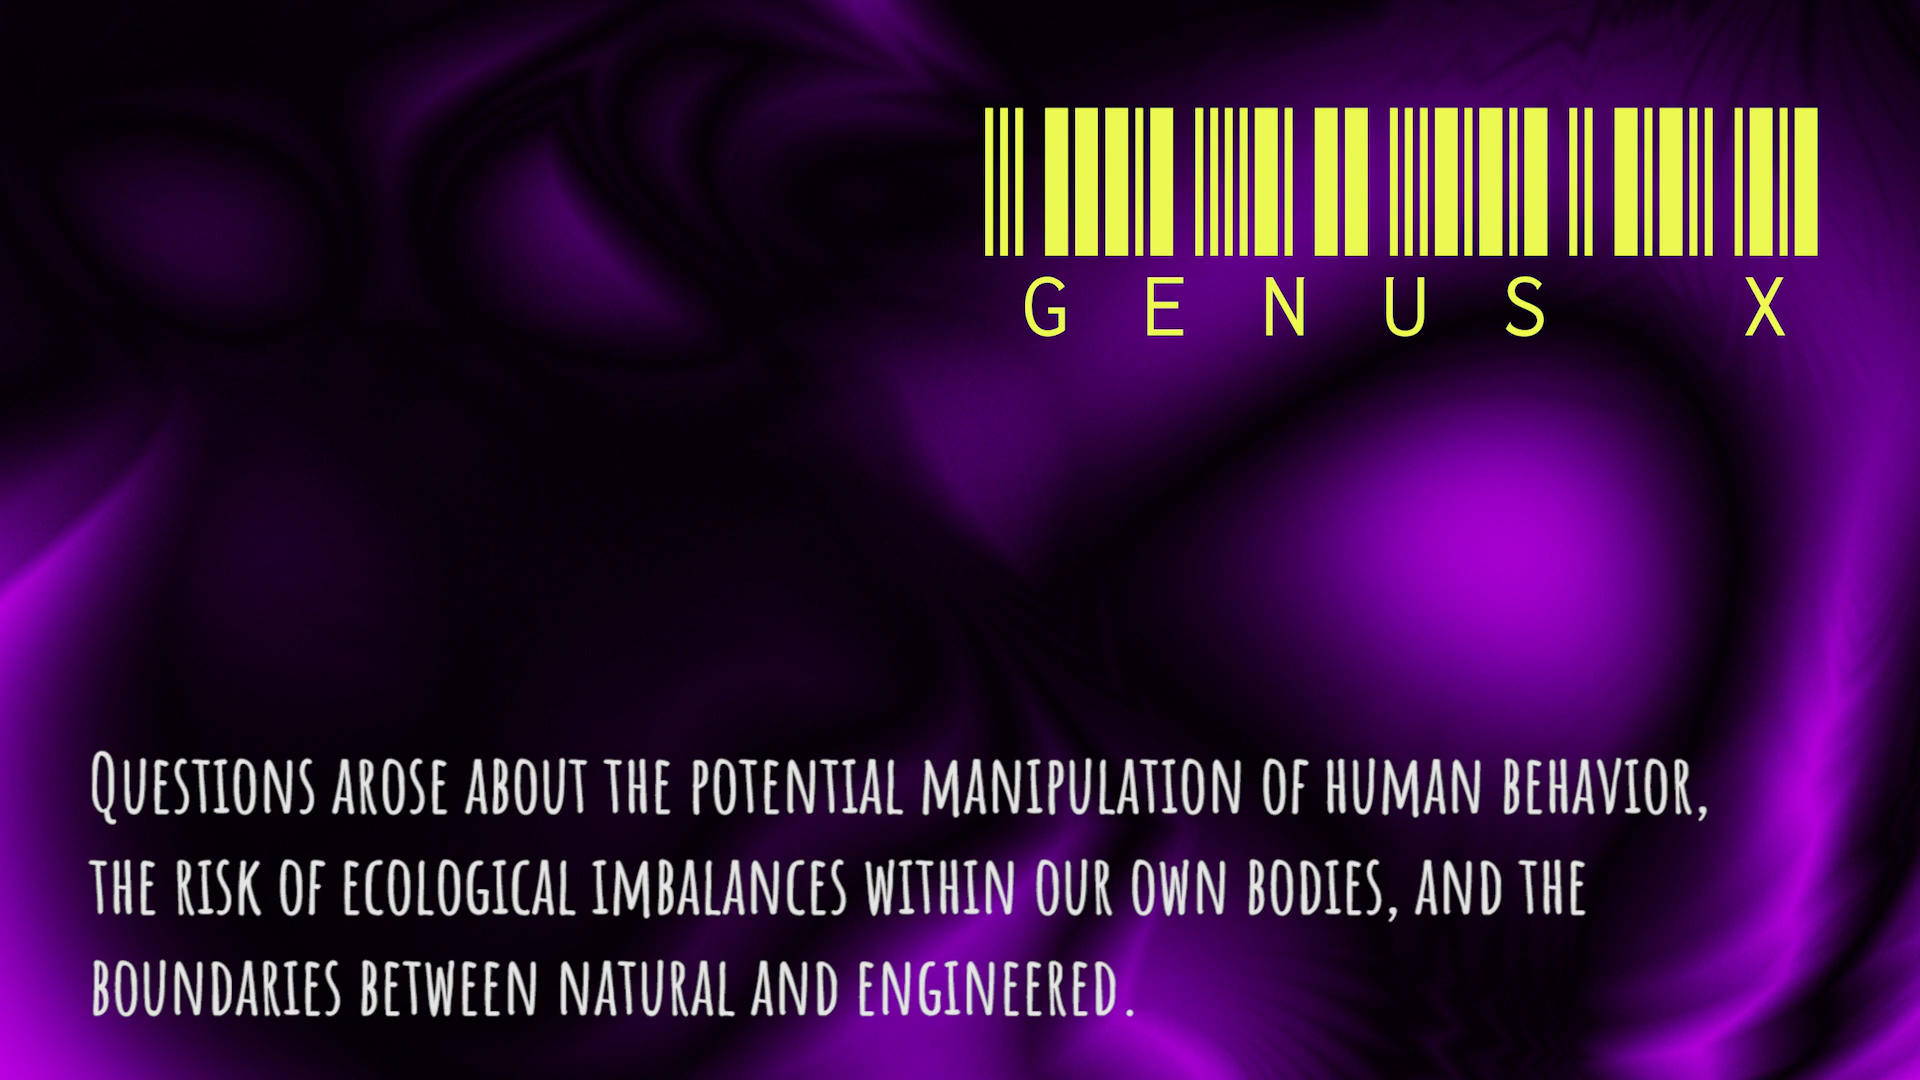 GENUS X
Questions arose about the potential manipulation of human behavior,
the risk of ecological imbalances within our own bodies, and the
boundaries between natural and engineered.